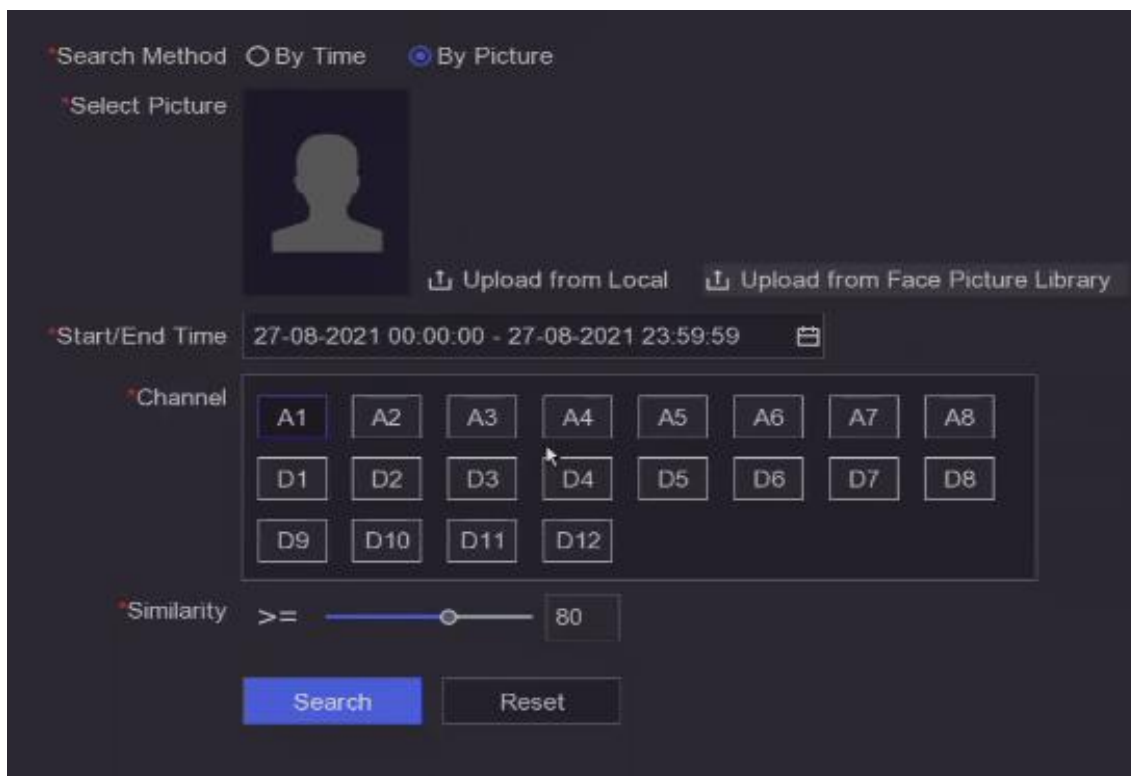 *Search Method By Time By Picture
*Select Picture
Upload from Local Upload from Face Picture Library
*Start/End Time 27-08-2021 00:00:00 - 27-08-2021 23:59:59
*Channel
A1 A2 A3 A4 A5 A6 A7 A8
D1 D2 D3 D4 D5 D6 D7 D8
D9 D10 D11 D12
*Similarity >= 80
Search Reset